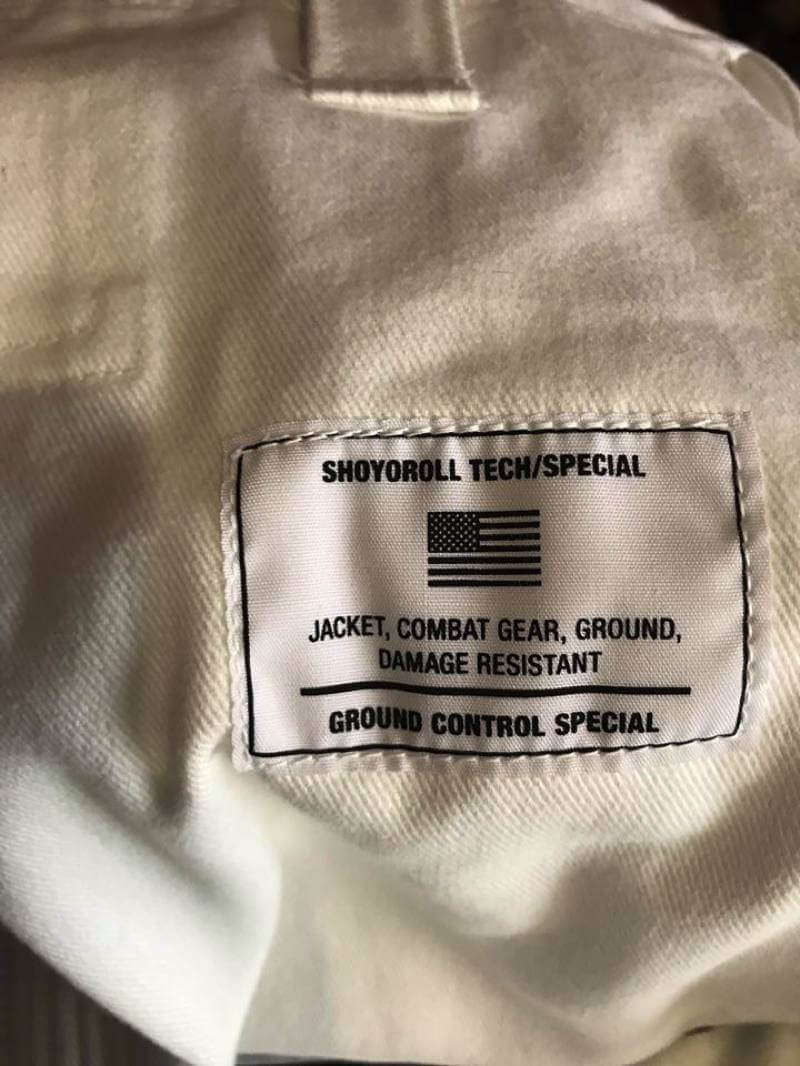 SHOYOROLL TECH/SPECIAL
JACKET, COMBAT GEAR, GROUND,
DAMAGE RESISTANT
GROUND CONTROL SPECIAL